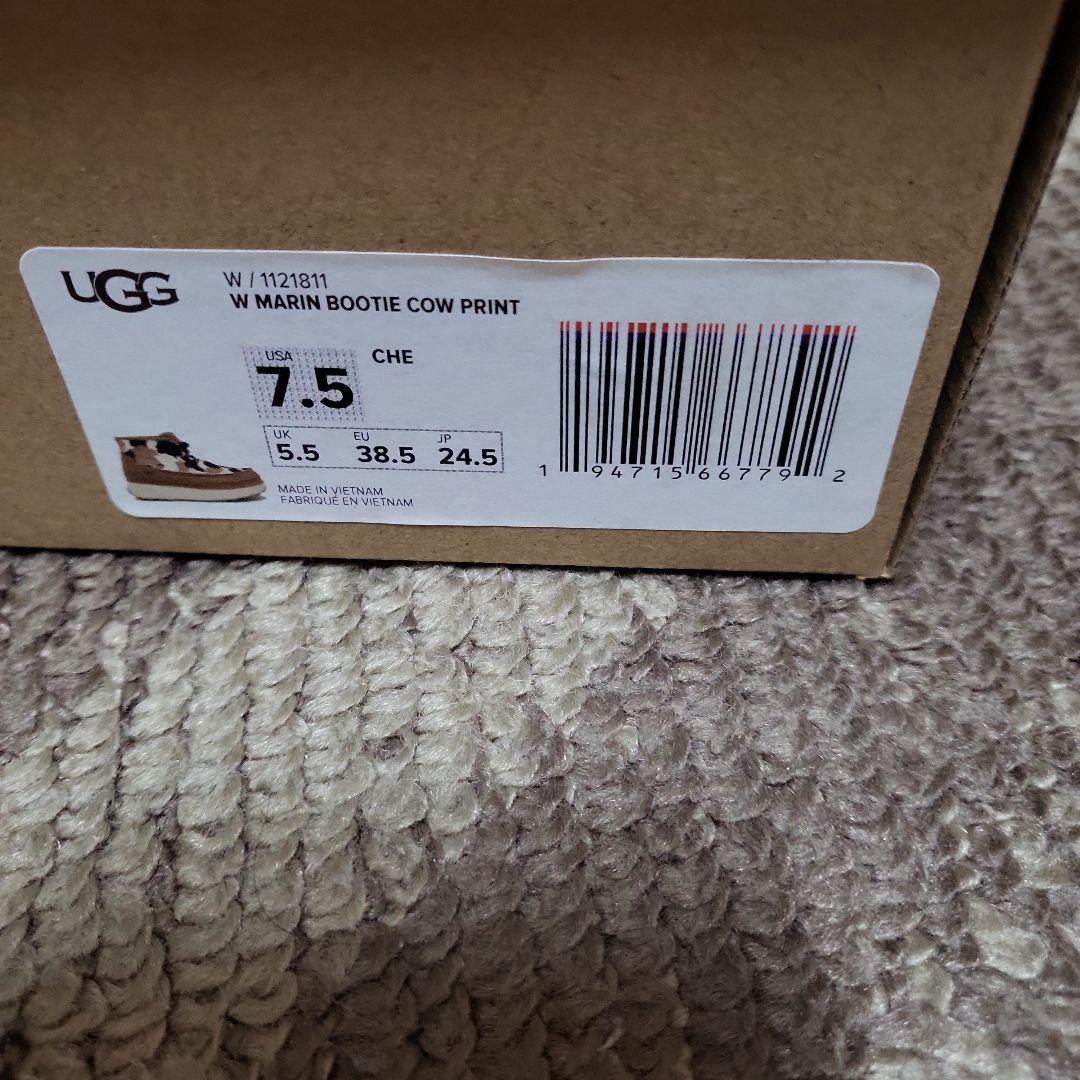 UGG
W / 1121811
W MARIN BOOTIE COW PRINT
USA
7.5
CHE
UK
5.5
EU
38.5
JP
24.5
MADE IN VIETNAM
FABRIQUÉ EN VIETNAM
1 94715 66779 2